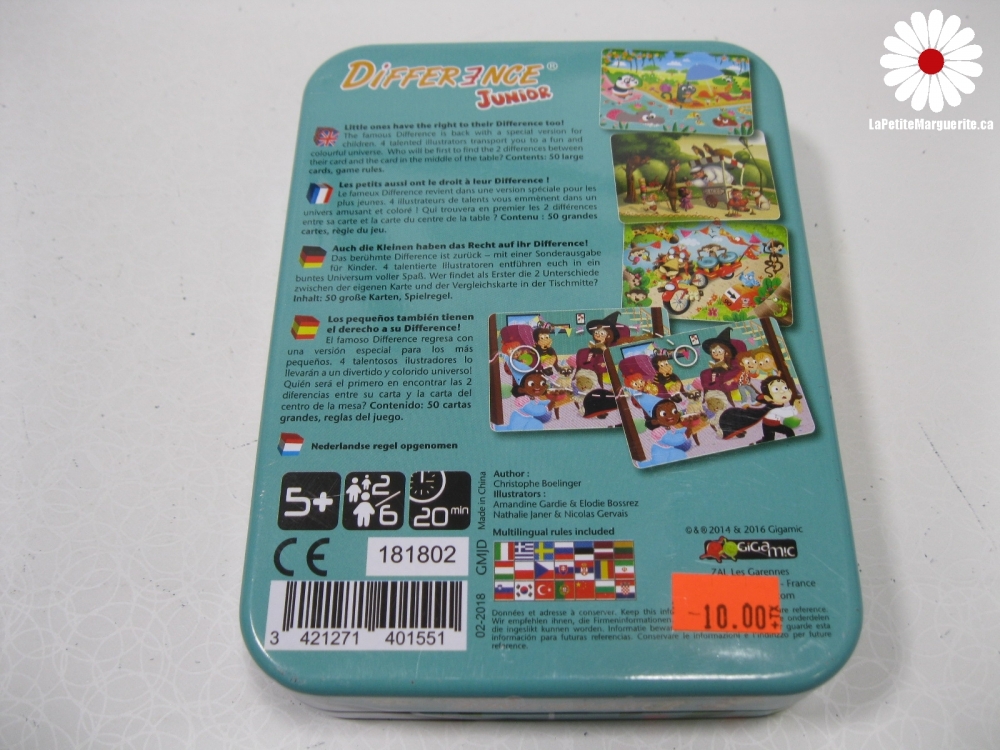 LaPetiteMarguerite.ca
DiFFERENCE®
JUNiOR
Little ones have the right to their Difference too!
The famous Difference is back with a special version for
children. 4 talented illustrators transport you to a fun and
colourful universe. Who will be first to find the 2 differences between
their card and the card in the middle of the table? Contents: 50 large
cards, game rules.
Les petits aussi ont le droit à leur Difference !
Le fameux Difference revient dans une version spéciale pour les
plus jeunes. 4 illustrateurs de talents vous emmènent dans un
univers amusant et coloré ! Qui trouvera en premier les 2 différences
entre sa carte et la carte du centre de la table ? Contenu : 50 grandes
cartes, règle du jeu.
Auch die Kleinen haben das Recht auf ihr Difference!
Das berühmte Difference ist zurück – mit einer Sonderausgabe
für Kinder. 4 talentierte Illustratoren entführen euch in ein
buntes Universum voller Spaß. Wer findet als Erster die 2 Unterschiede
zwischen der eigenen Karte und der Vergleichskarte in der Tischmitte?
Inhalt: 50 große Karten, Spielregel.
Los pequeños también tienen
el derecho a su Difference!
El famoso Difference regresa con
una versión especial para los más
pequeños. 4 talentosos ilustradores lo
llevarán a un divertido y colorido universo!
Quién será el primero en encontrar las 2
diferencias entre su carta y la carta del
centro de la mesa? Contenido: 50 cartas
grandes, reglas del juego.
Nederlandse regel opgenomen
5+
2/6
20 min
Made in China
GMJD
02-2018
CE
181802
3 421271 401551
Author :
Christophe Boelinger
Illustrators :
Amandine Gardie & Elodie Bossrez
Nathalie Janer & Nicolas Gervais
Multilingual rules included
©&® 2014 & 2016 Gigamic
GIGAMIC
ZAL Les Garennes
- France
om
-10.00$
Données et adresse à conserver. Keep this inf re reference.
Wir empfehlen ihnen, die Firmeninformationen onderdelen
die ingeslikt kunnen worden. Informatie bewar guarde esta
información para futuras referencias. Conservare le informazioni e l'indirizzo per future
reference.